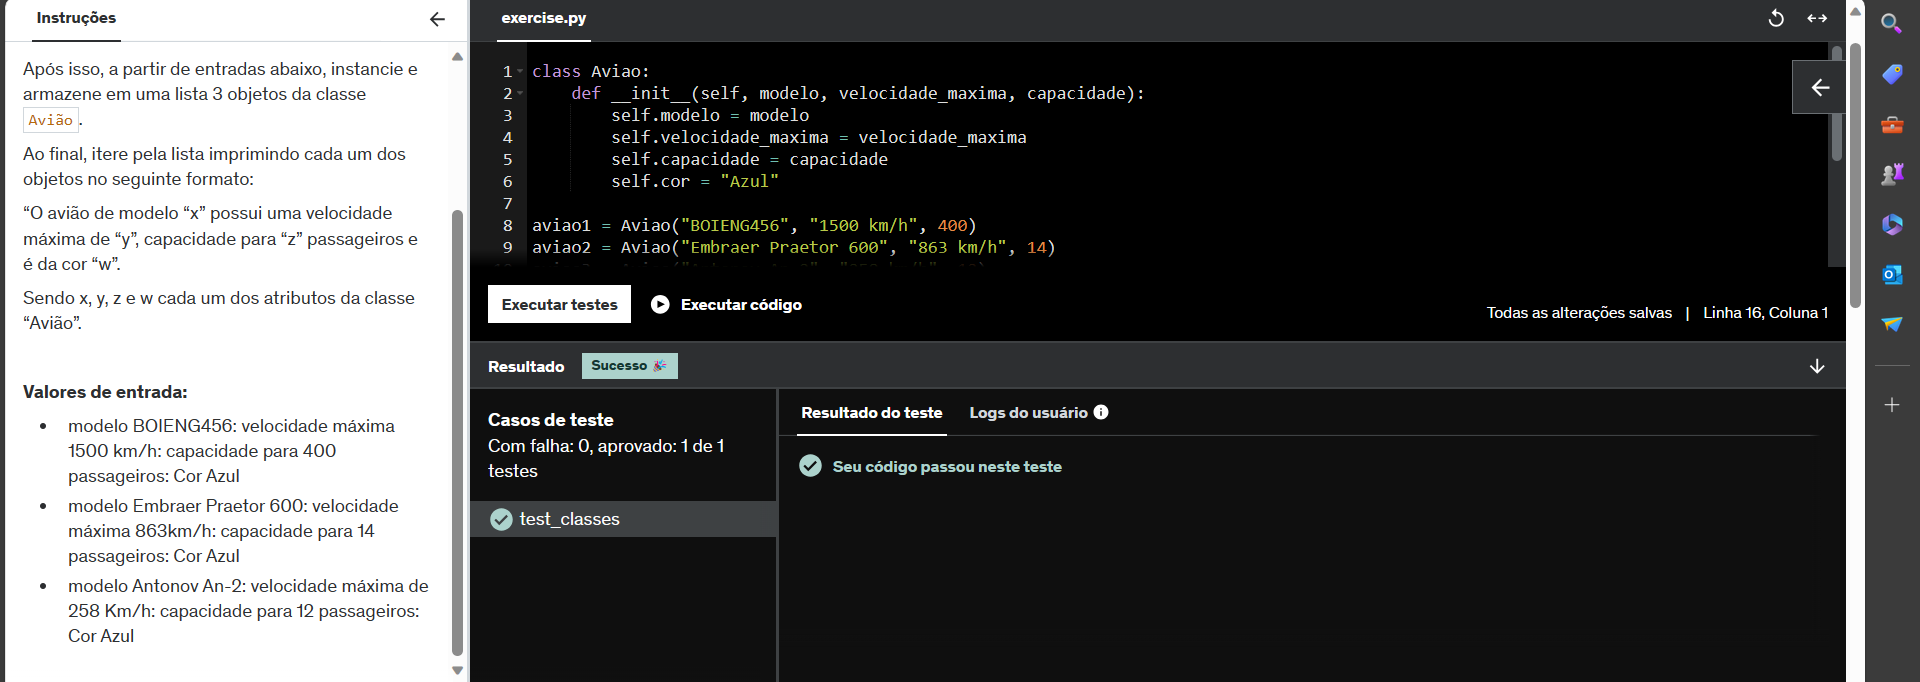 Instruções
Após isso, a partir de entradas abaixo, instancie e
armazene em uma lista 3 objetos da classe
Avião.
Ao final, itere pela lista imprimindo cada um dos
objetos no seguinte formato:
“O avião de modelo “x” possui uma velocidade
máxima de “y”, capacidade para “z” passageiros e
é da cor “w”.
Sendo x, y, z e w cada um dos atributos da classe
“Avião”.
Valores de entrada:
• modelo BOIENG456: velocidade máxima
1500 km/h: capacidade para 400
passageiros: Cor Azul
• modelo Embraer Praetor 600: velocidade
máxima 863km/h: capacidade para 14
passageiros: Cor Azul
• modelo Antonov An-2: velocidade máxima de
258 Km/h: capacidade para 12 passageiros:
Cor Azul
exercise.py
1 class Aviao:
2     def __init__(self, modelo, velocidade_maxima, capacidade):
3         self.modelo = modelo
4         self.velocidade_maxima = velocidade_maxima
5         self.capacidade = capacidade
6         self.cor = "Azul"
7
8 aviao1 = Aviao("BOIENG456", "1500 km/h", 400)
9 aviao2 = Aviao("Embraer Praetor 600", "863 km/h", 14)
Executar testes
Executar código
Todas as alterações salvas | Linha 16, Coluna 1
Resultado
Sucesso 🎉
Casos de teste
Com falha: 0, aprovado: 1 de 1
testes
test_classes
Resultado do teste
Logs do usuário
Seu código passou neste teste